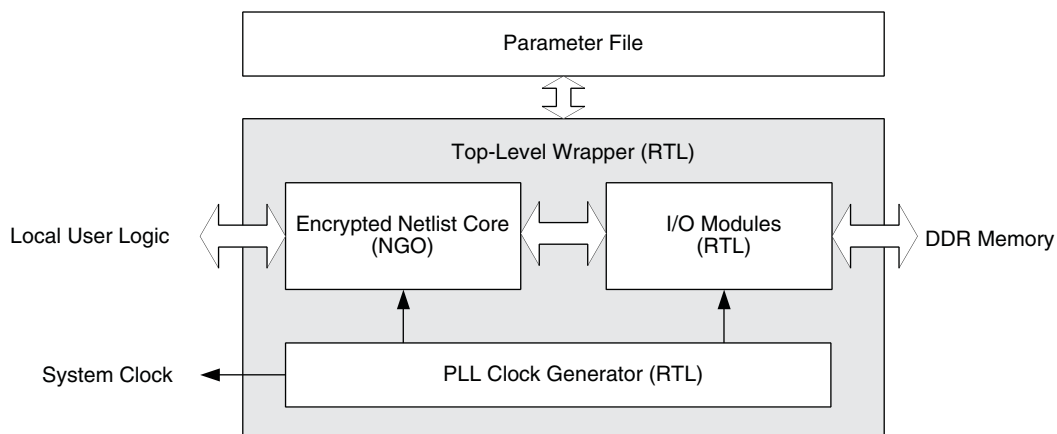 Parameter File
Top-Level Wrapper (RTL)
Local User Logic
Encrypted Netlist Core
(NGO)
I/O Modules
(RTL)
DDR Memory
System Clock
PLL Clock Generator (RTL)